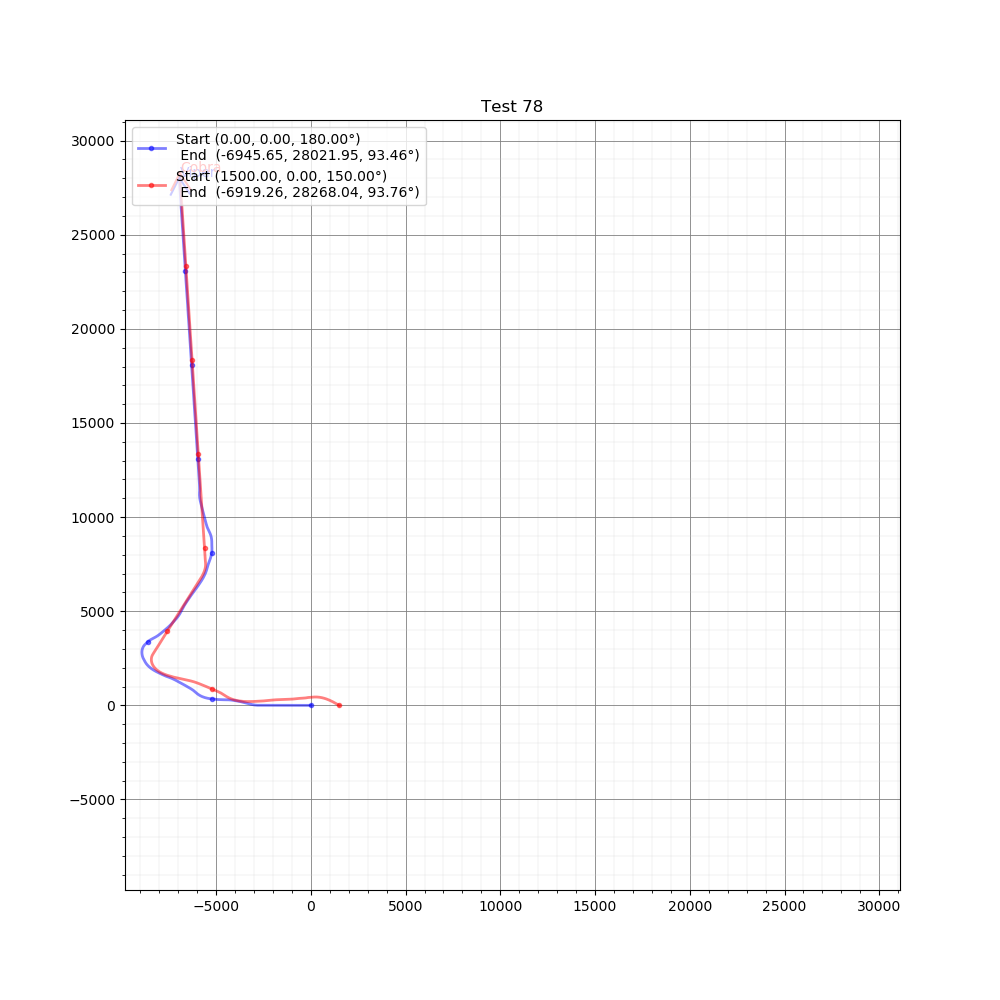 Test 78
Start (0.00, 0.00, 180.00°)
End (-6945.65, 28021.95, 93.46°)
Start (1500.00, 0.00, 150.00°)
End (-6919.26, 28268.04, 93.76°)
Cobra
30000
25000
20000
15000
10000
5000
0
−5000
−5000 0 5000 10000 15000 20000 25000 30000